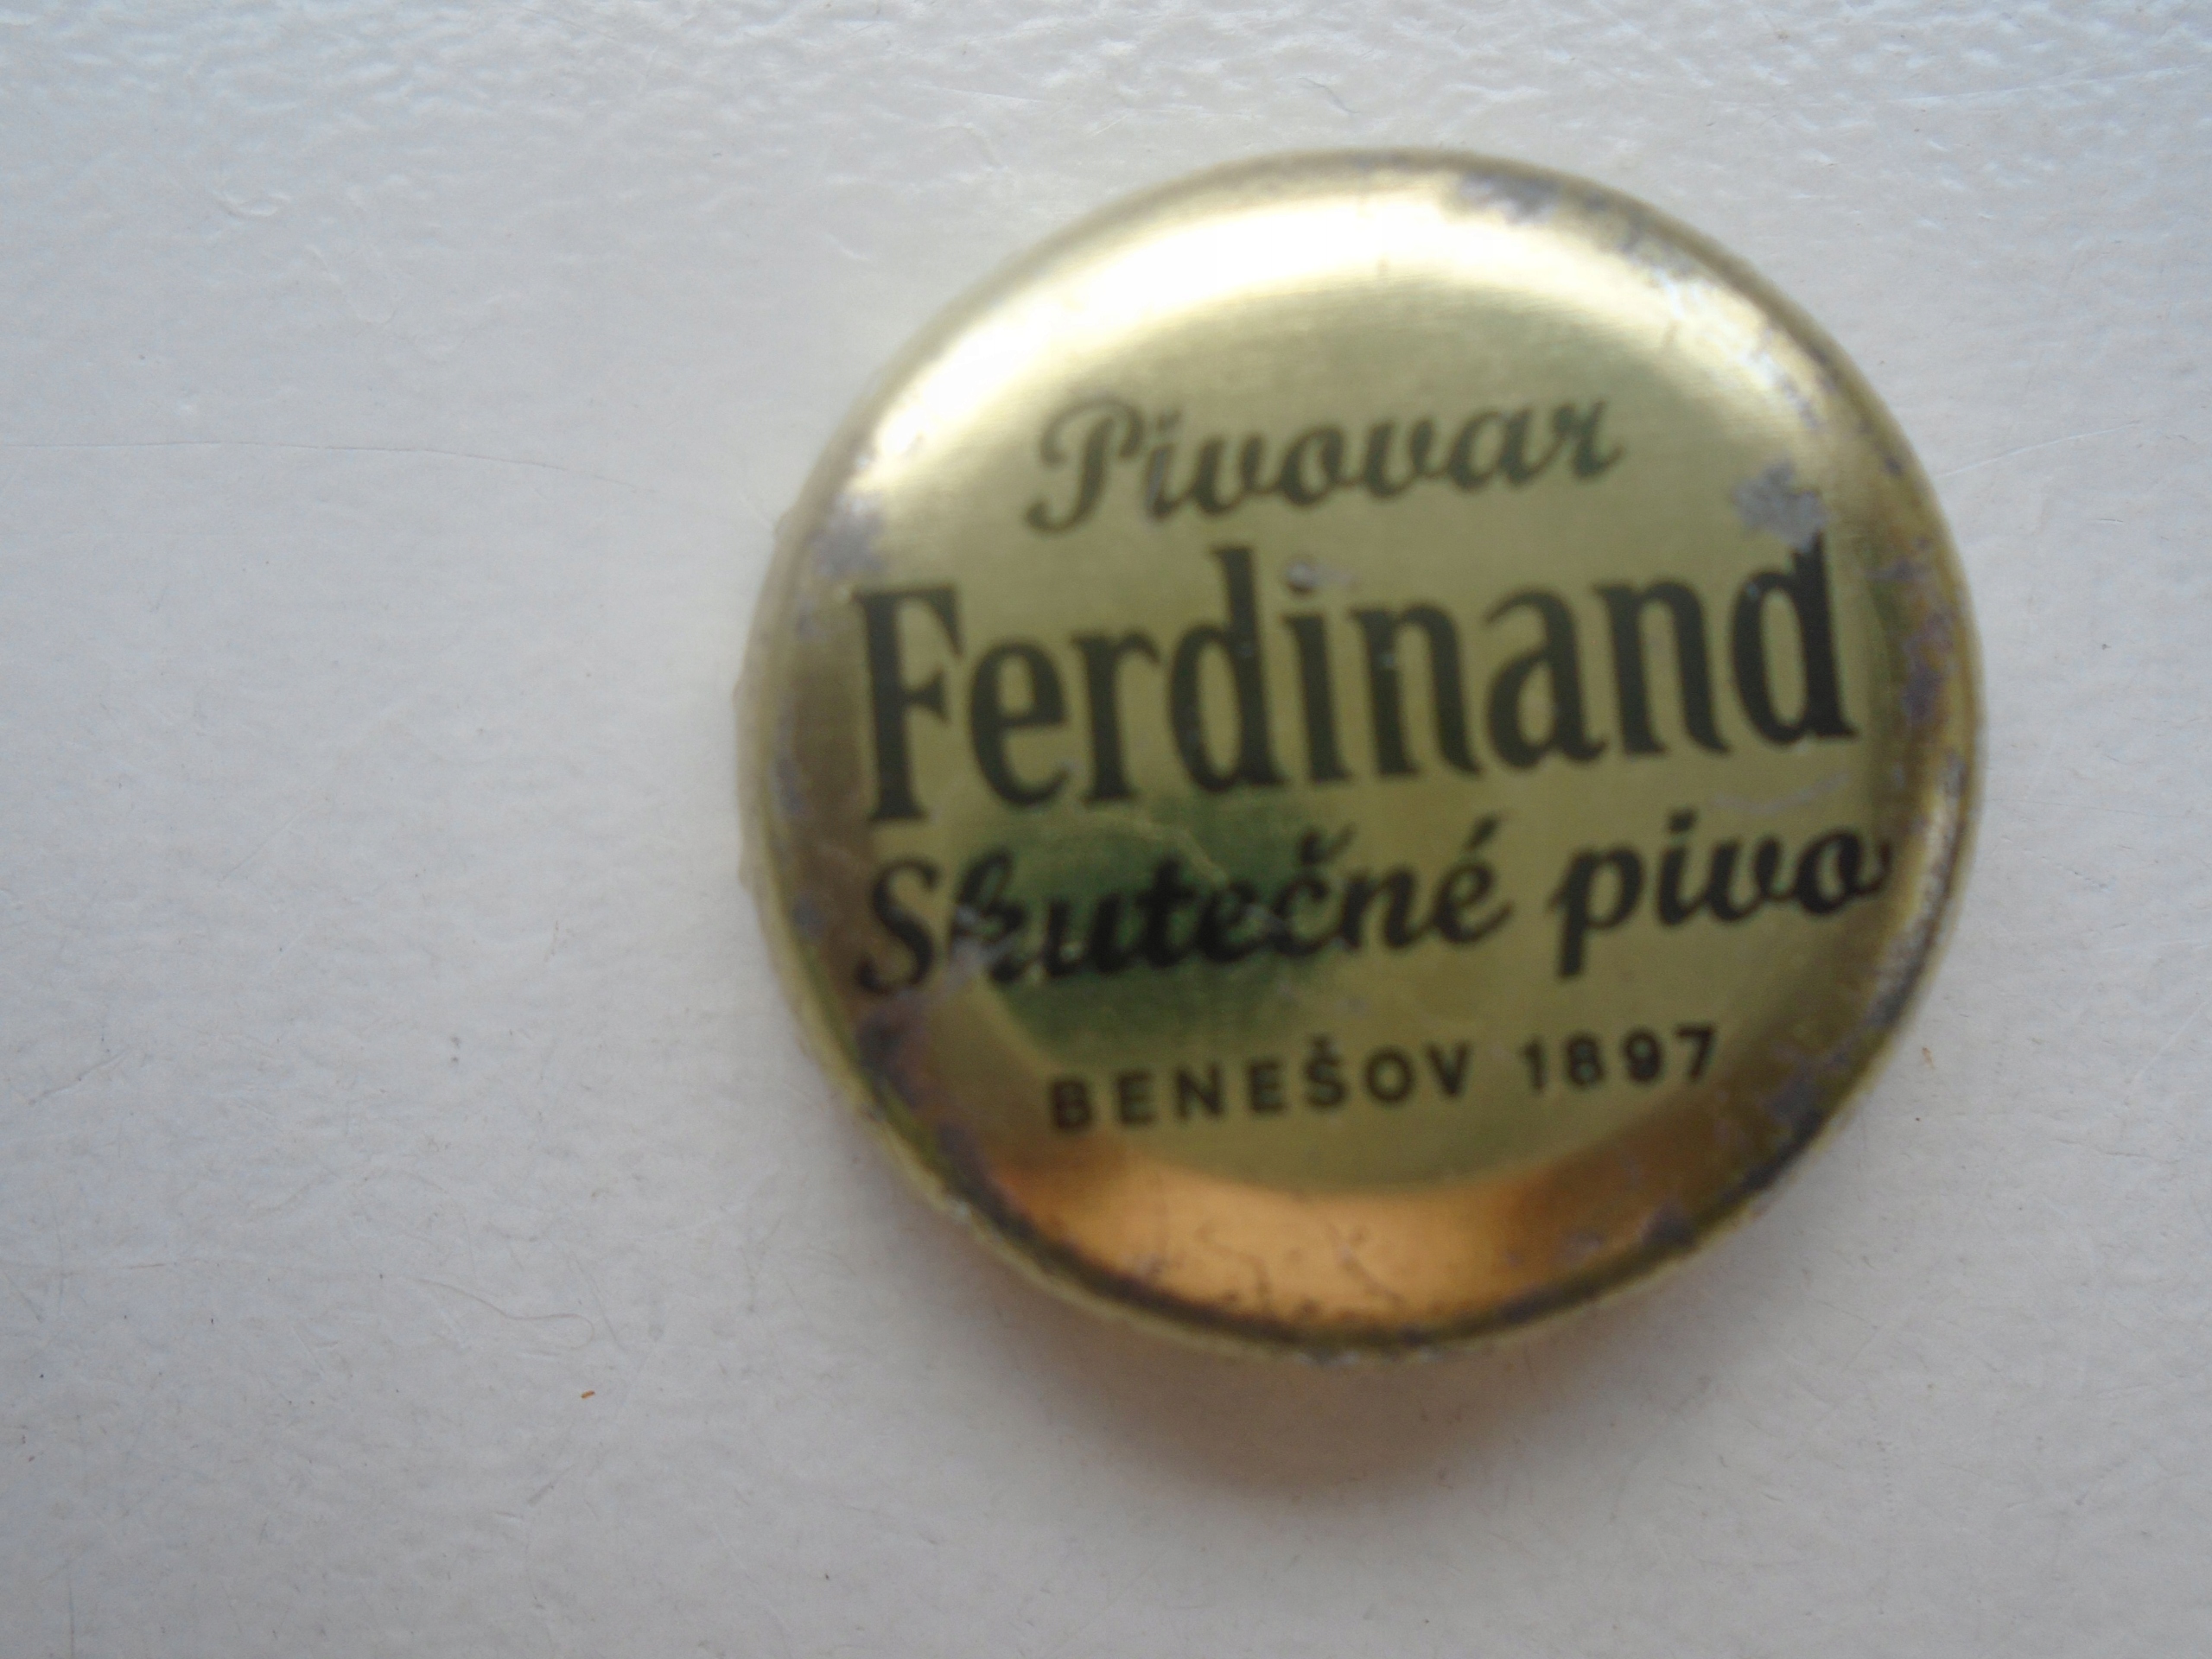 Pivovar
Ferdinand
Skutečné pivo
BENEŠOV 1897